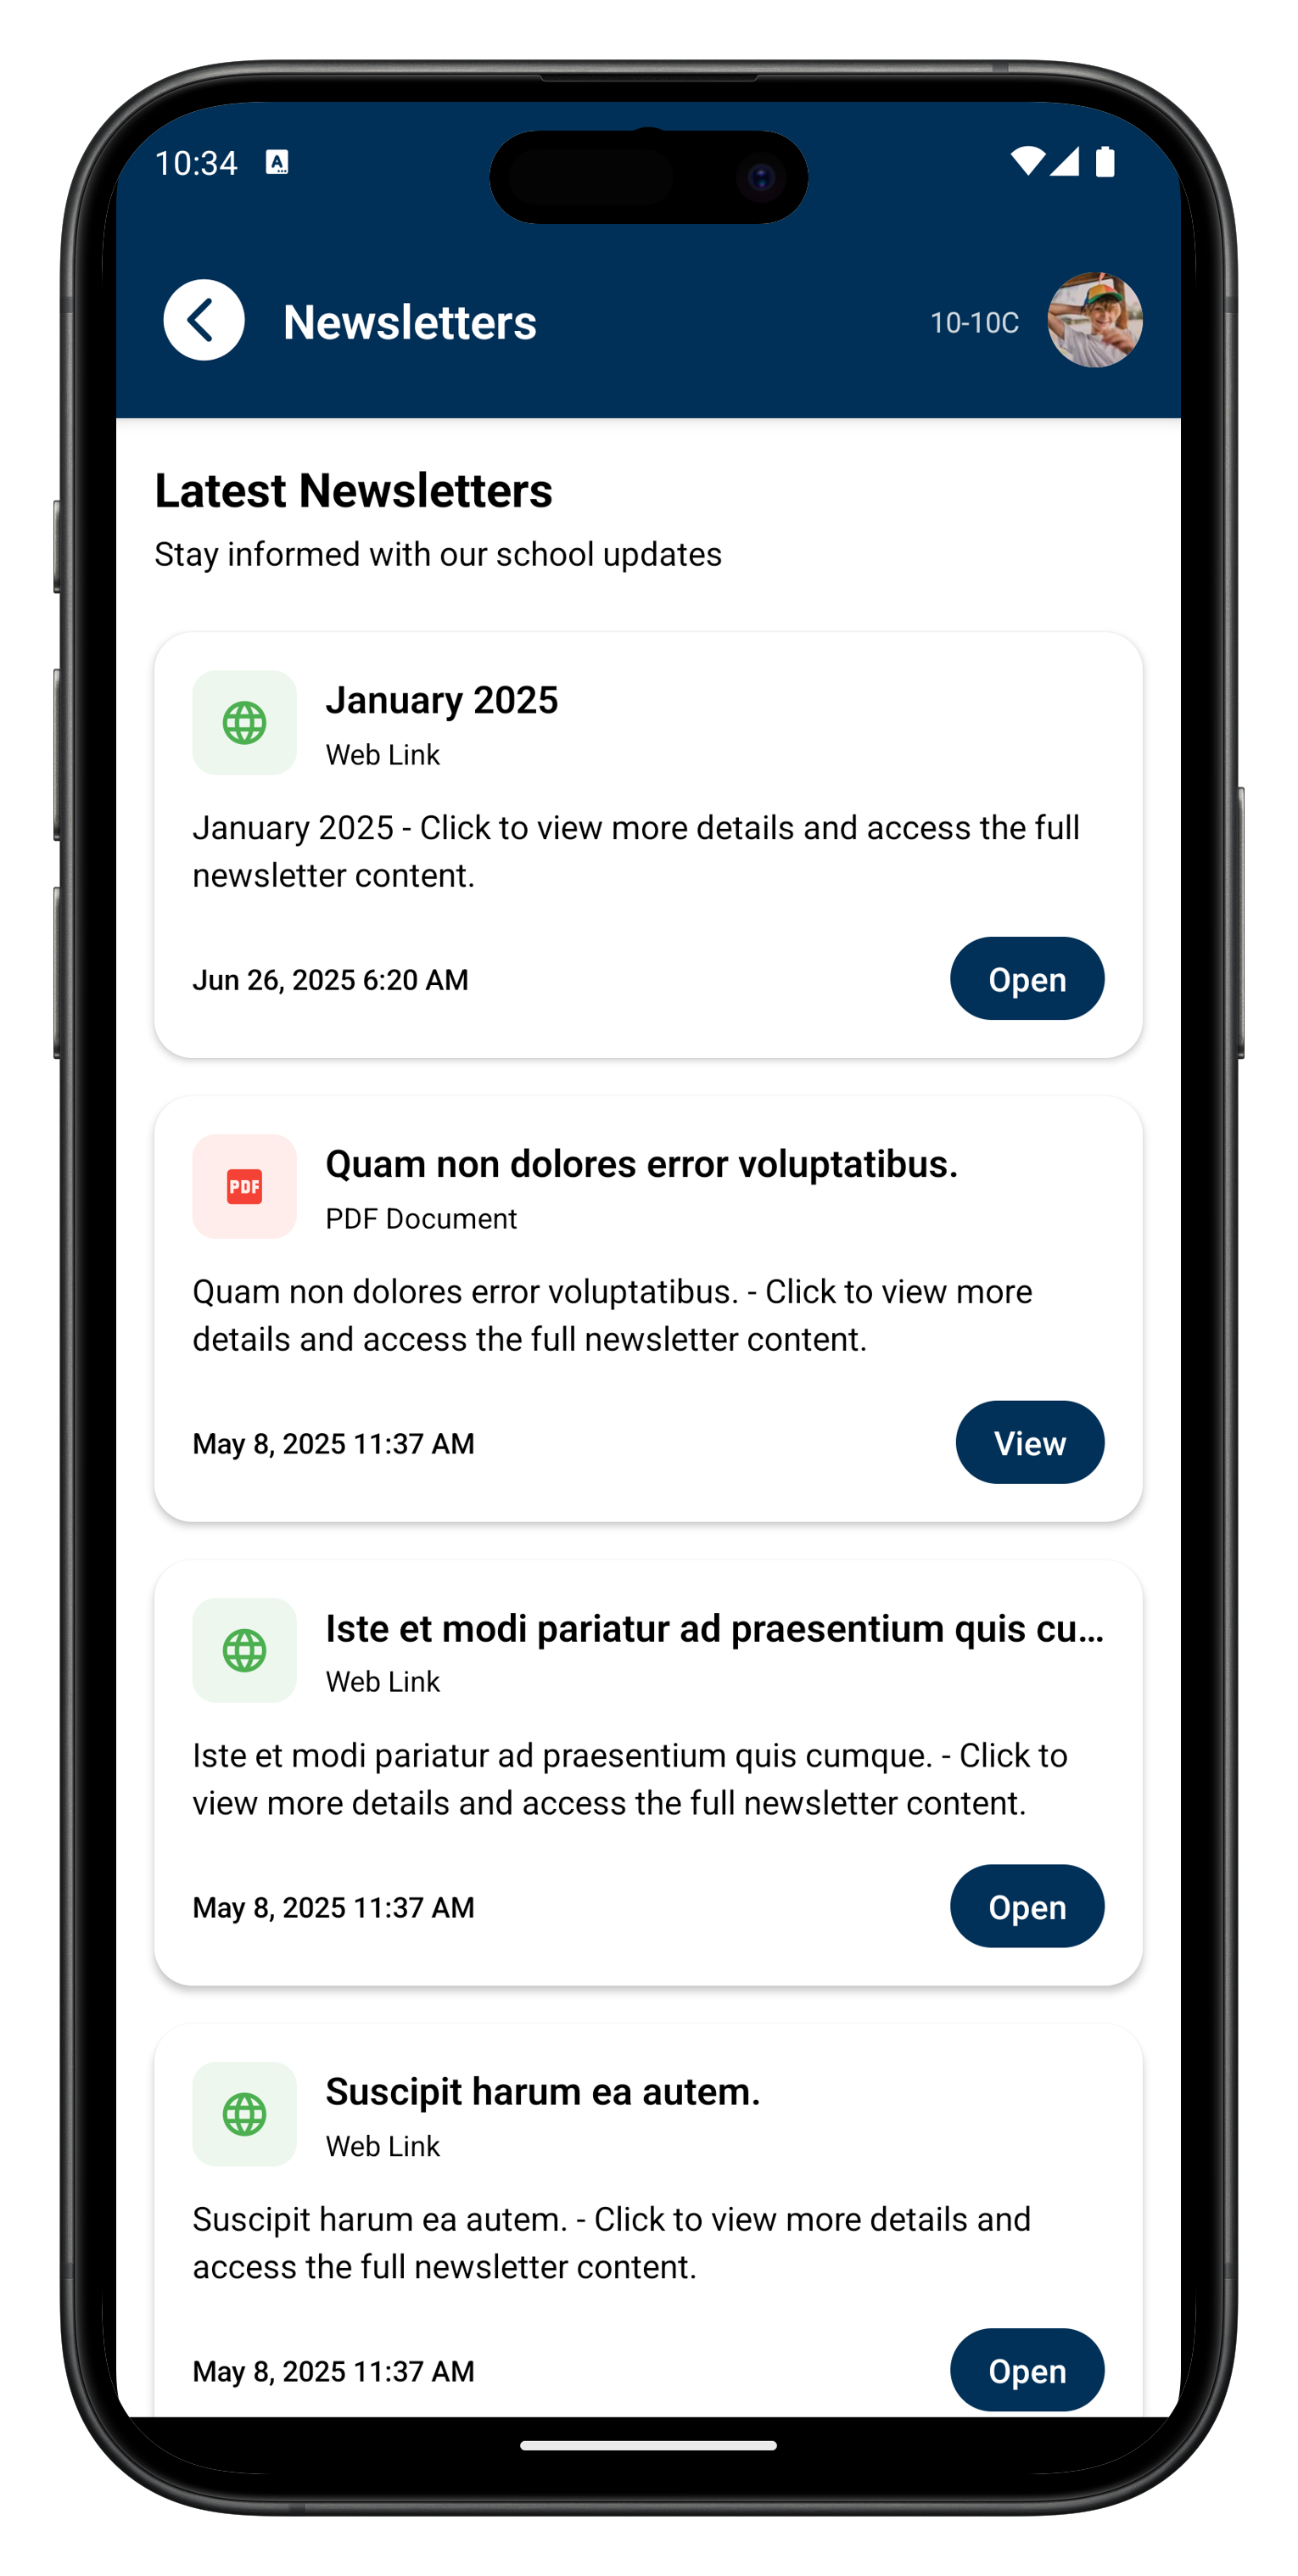 10:34
Newsletters
10-10C
Latest Newsletters
Stay informed with our school updates
January 2025
Web Link
January 2025 - Click to view more details and access the full
newsletter content.
Jun 26, 2025 6:20 AM
Open
PDF
Quam non dolores error voluptatibus.
PDF Document
Quam non dolores error voluptatibus. - Click to view more
details and access the full newsletter content.
May 8, 2025 11:37 AM
View
Iste et modi pariatur ad praesentium quis cu...
Web Link
Iste et modi pariatur ad praesentium quis cumque. - Click to
view more details and access the full newsletter content.
May 8, 2025 11:37 AM
Open
Suscipit harum ea autem.
Web Link
Suscipit harum ea autem. - Click to view more details and
access the full newsletter content.
May 8, 2025 11:37 AM
Open